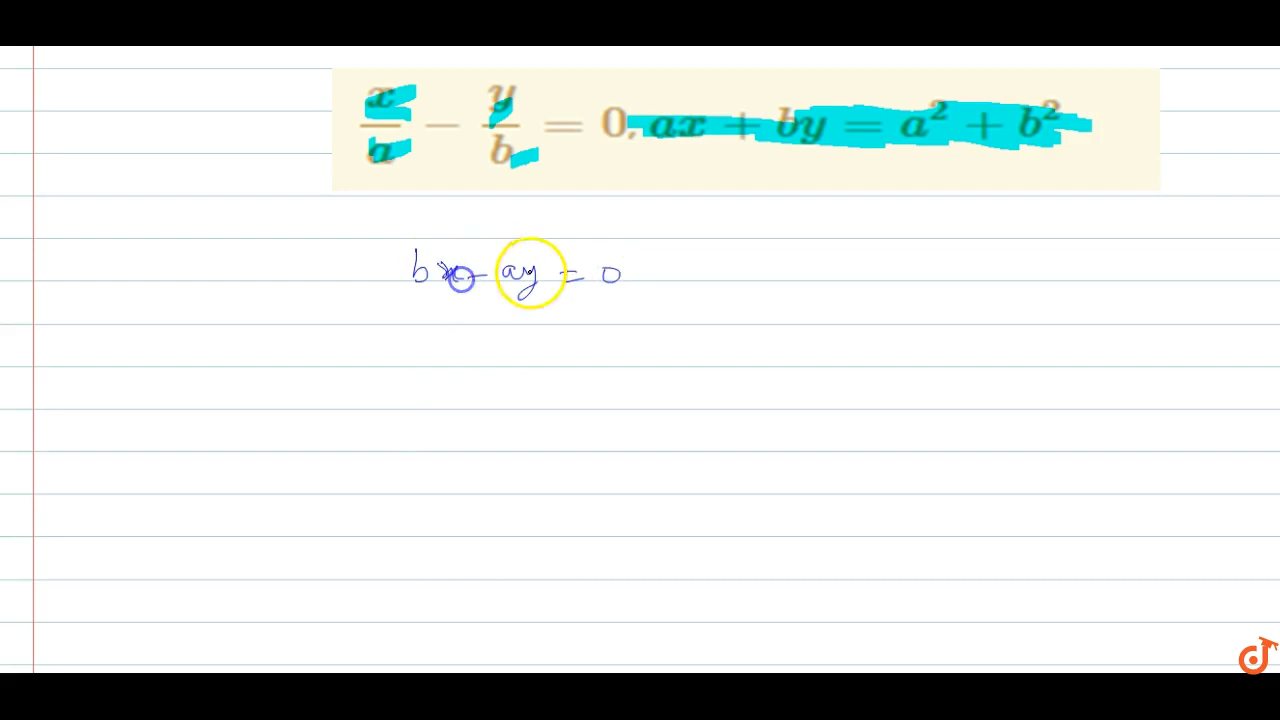 x/a − y/b = 0, ax + by = a² + b²
bx − ay = 0